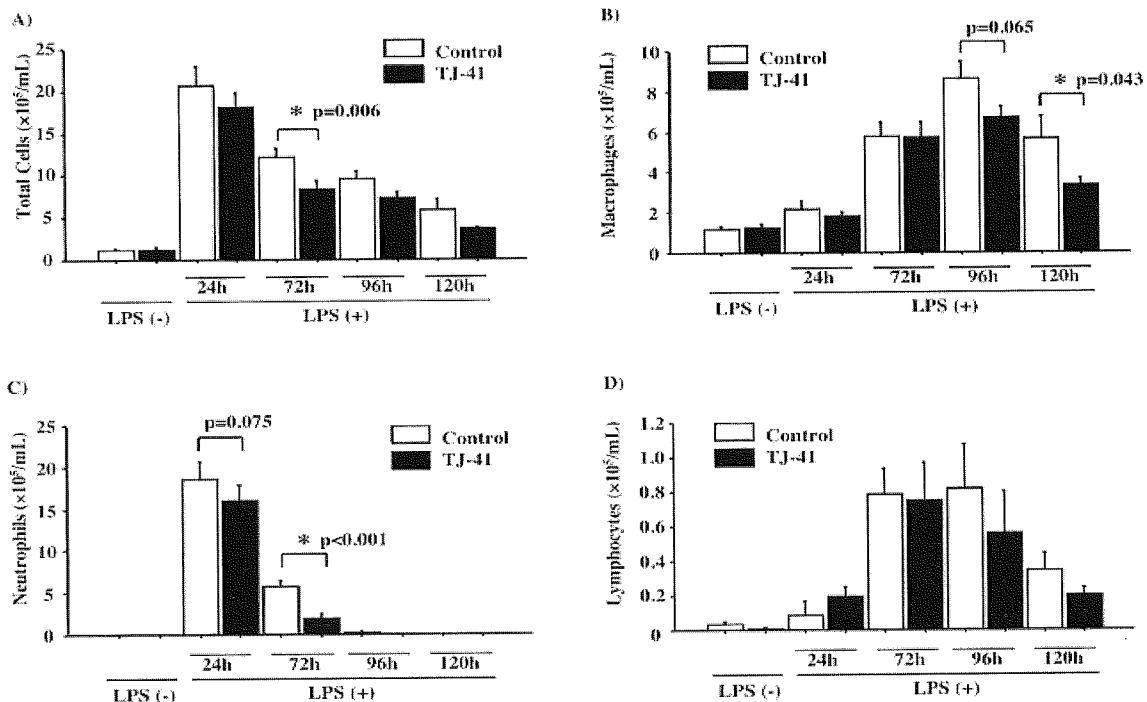 A)
Total Cells (×10⁵/mL)
25
20
15
10
5
0
Control
TJ-41
* p=0.006
24h 72h 96h 120h
LPS (-) LPS (+)
B)
Macrophages (×10⁵/mL)
10
8
6
4
2
0
Control
TJ-41
p=0.065
* p=0.043
24h 72h 96h 120h
LPS (-) LPS (+)
C)
Neutrophils (×10⁵/mL)
25
20
15
10
5
0
p=0.075
Control
TJ-41
* p<0.001
24h 72h 96h 120h
LPS (-) LPS (+)
D)
Lymphocytes (×10⁵/mL)
1.2
1.0
0.8
0.6
0.4
0.2
0
Control
TJ-41
24h 72h 96h 120h
LPS (-) LPS (+)